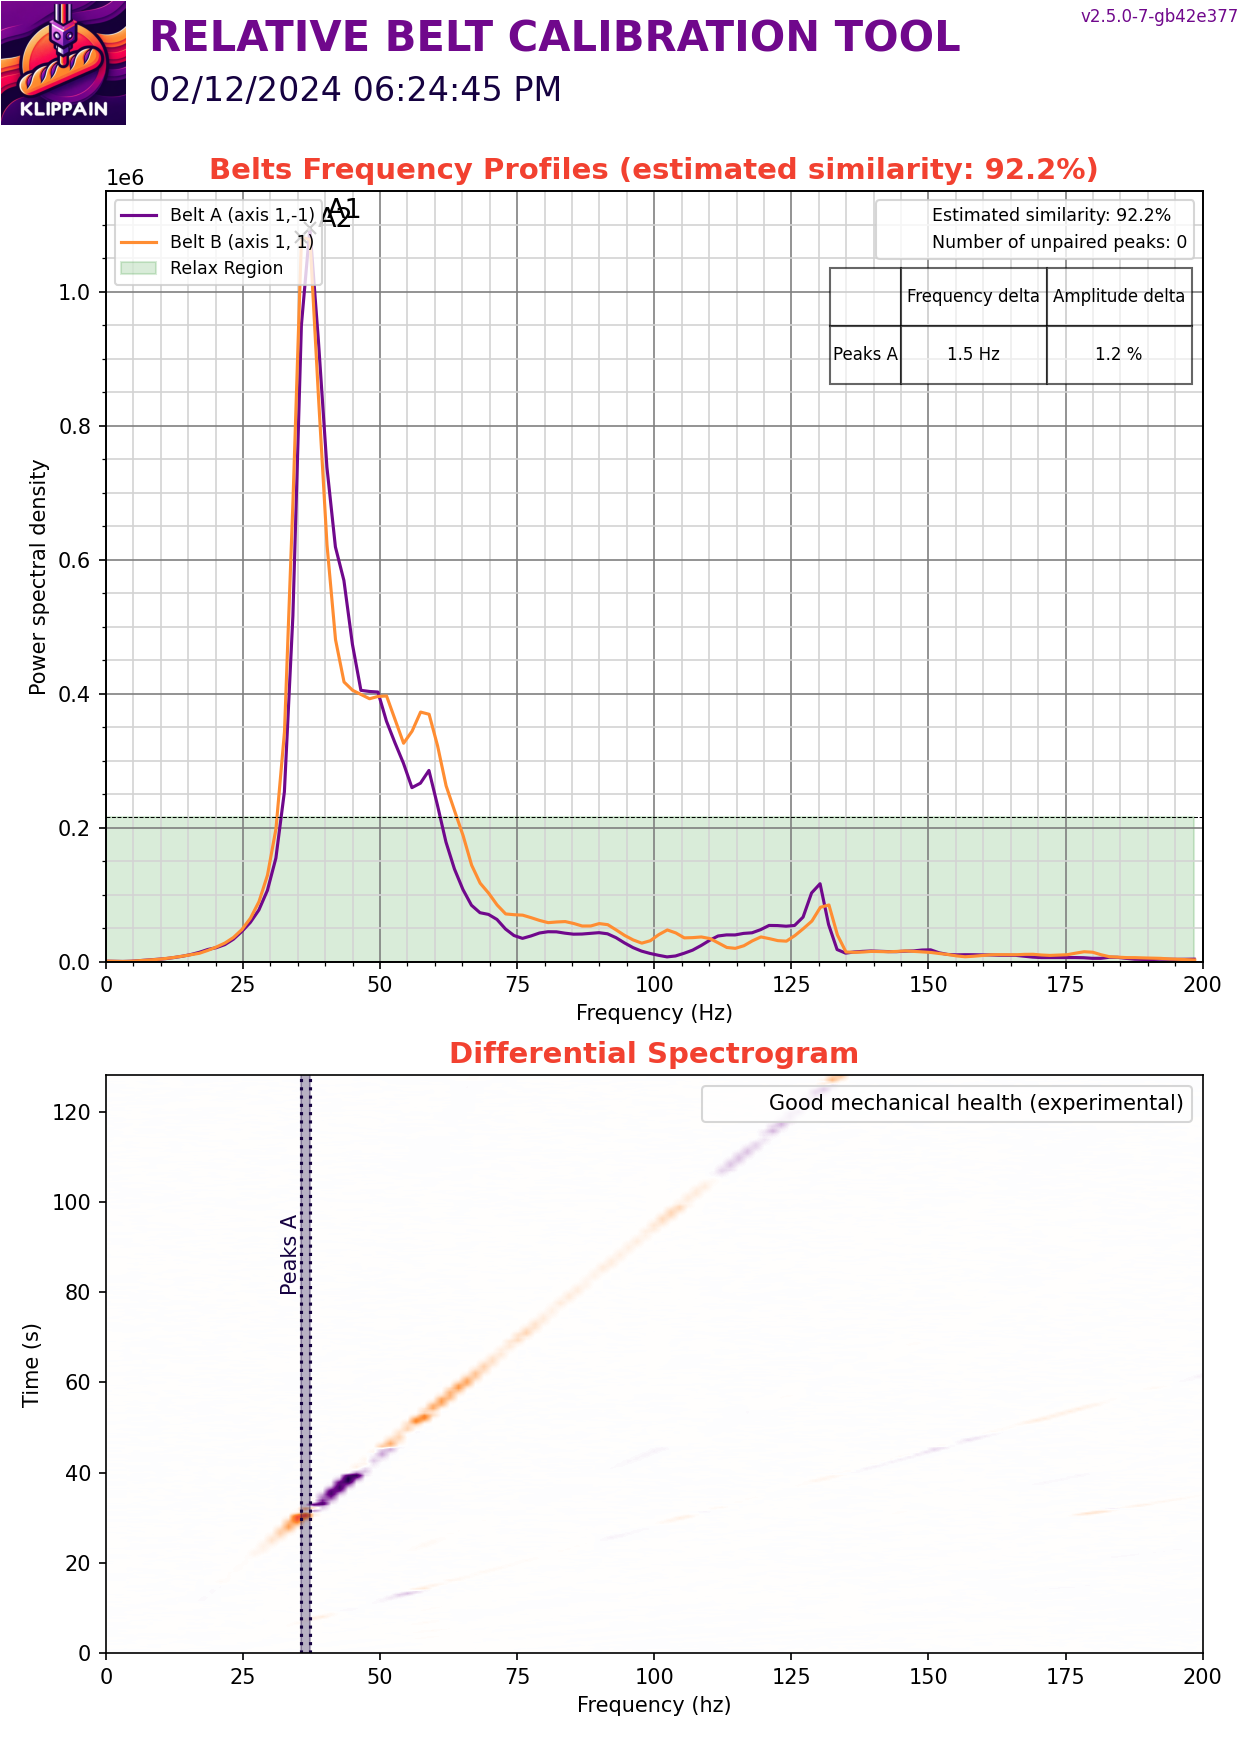 KLIPPAIN
RELATIVE BELT CALIBRATION TOOL
02/12/2024 06:24:45 PM
v2.5.0-7-gb42e377
Belts Frequency Profiles (estimated similarity: 92.2%)
1e6
Belt A (axis 1,-1)
Belt B (axis 1, 1)
Relax Region
A1
A2
Estimated similarity: 92.2%
Number of unpaired peaks: 0
Frequency delta Amplitude delta
Peaks A 1.5 Hz 1.2 %
Power spectral density
1.0
0.8
0.6
0.4
0.2
0.0
0 25 50 75 100 125 150 175 200
Frequency (Hz)
Differential Spectrogram
Good mechanical health (experimental)
Peaks A
Time (s)
120
100
80
60
40
20
0
0 25 50 75 100 125 150 175 200
Frequency (hz)